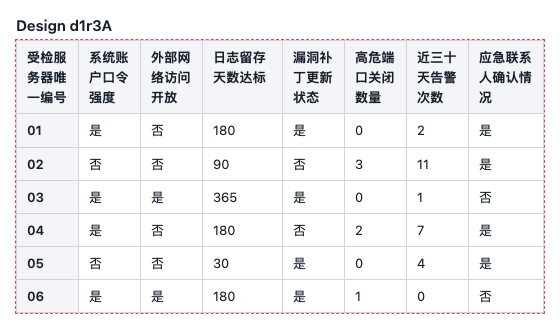 Design d1r3A
受检服务器唯一编号 系统账户口令强度 外部网络访问开放 日志留存天数达标 漏洞补丁更新状态 高危端口关闭数量 近三十天告警次数 应急联系人确认情况
01 是 否 180 是 0 2 是
02 否 否 90 否 3 11 是
03 是 是 365 是 0 1 否
04 是 否 180 否 2 7 是
05 否 否 30 是 0 4 是
06 是 是 180 是 1 0 否